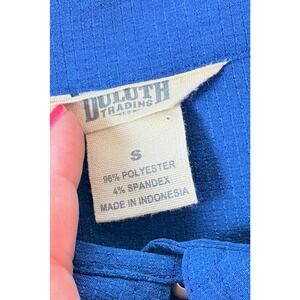 DULUTH
TRADING
S
96% POLYESTER
4% SPANDEX
MADE IN INDONESIA